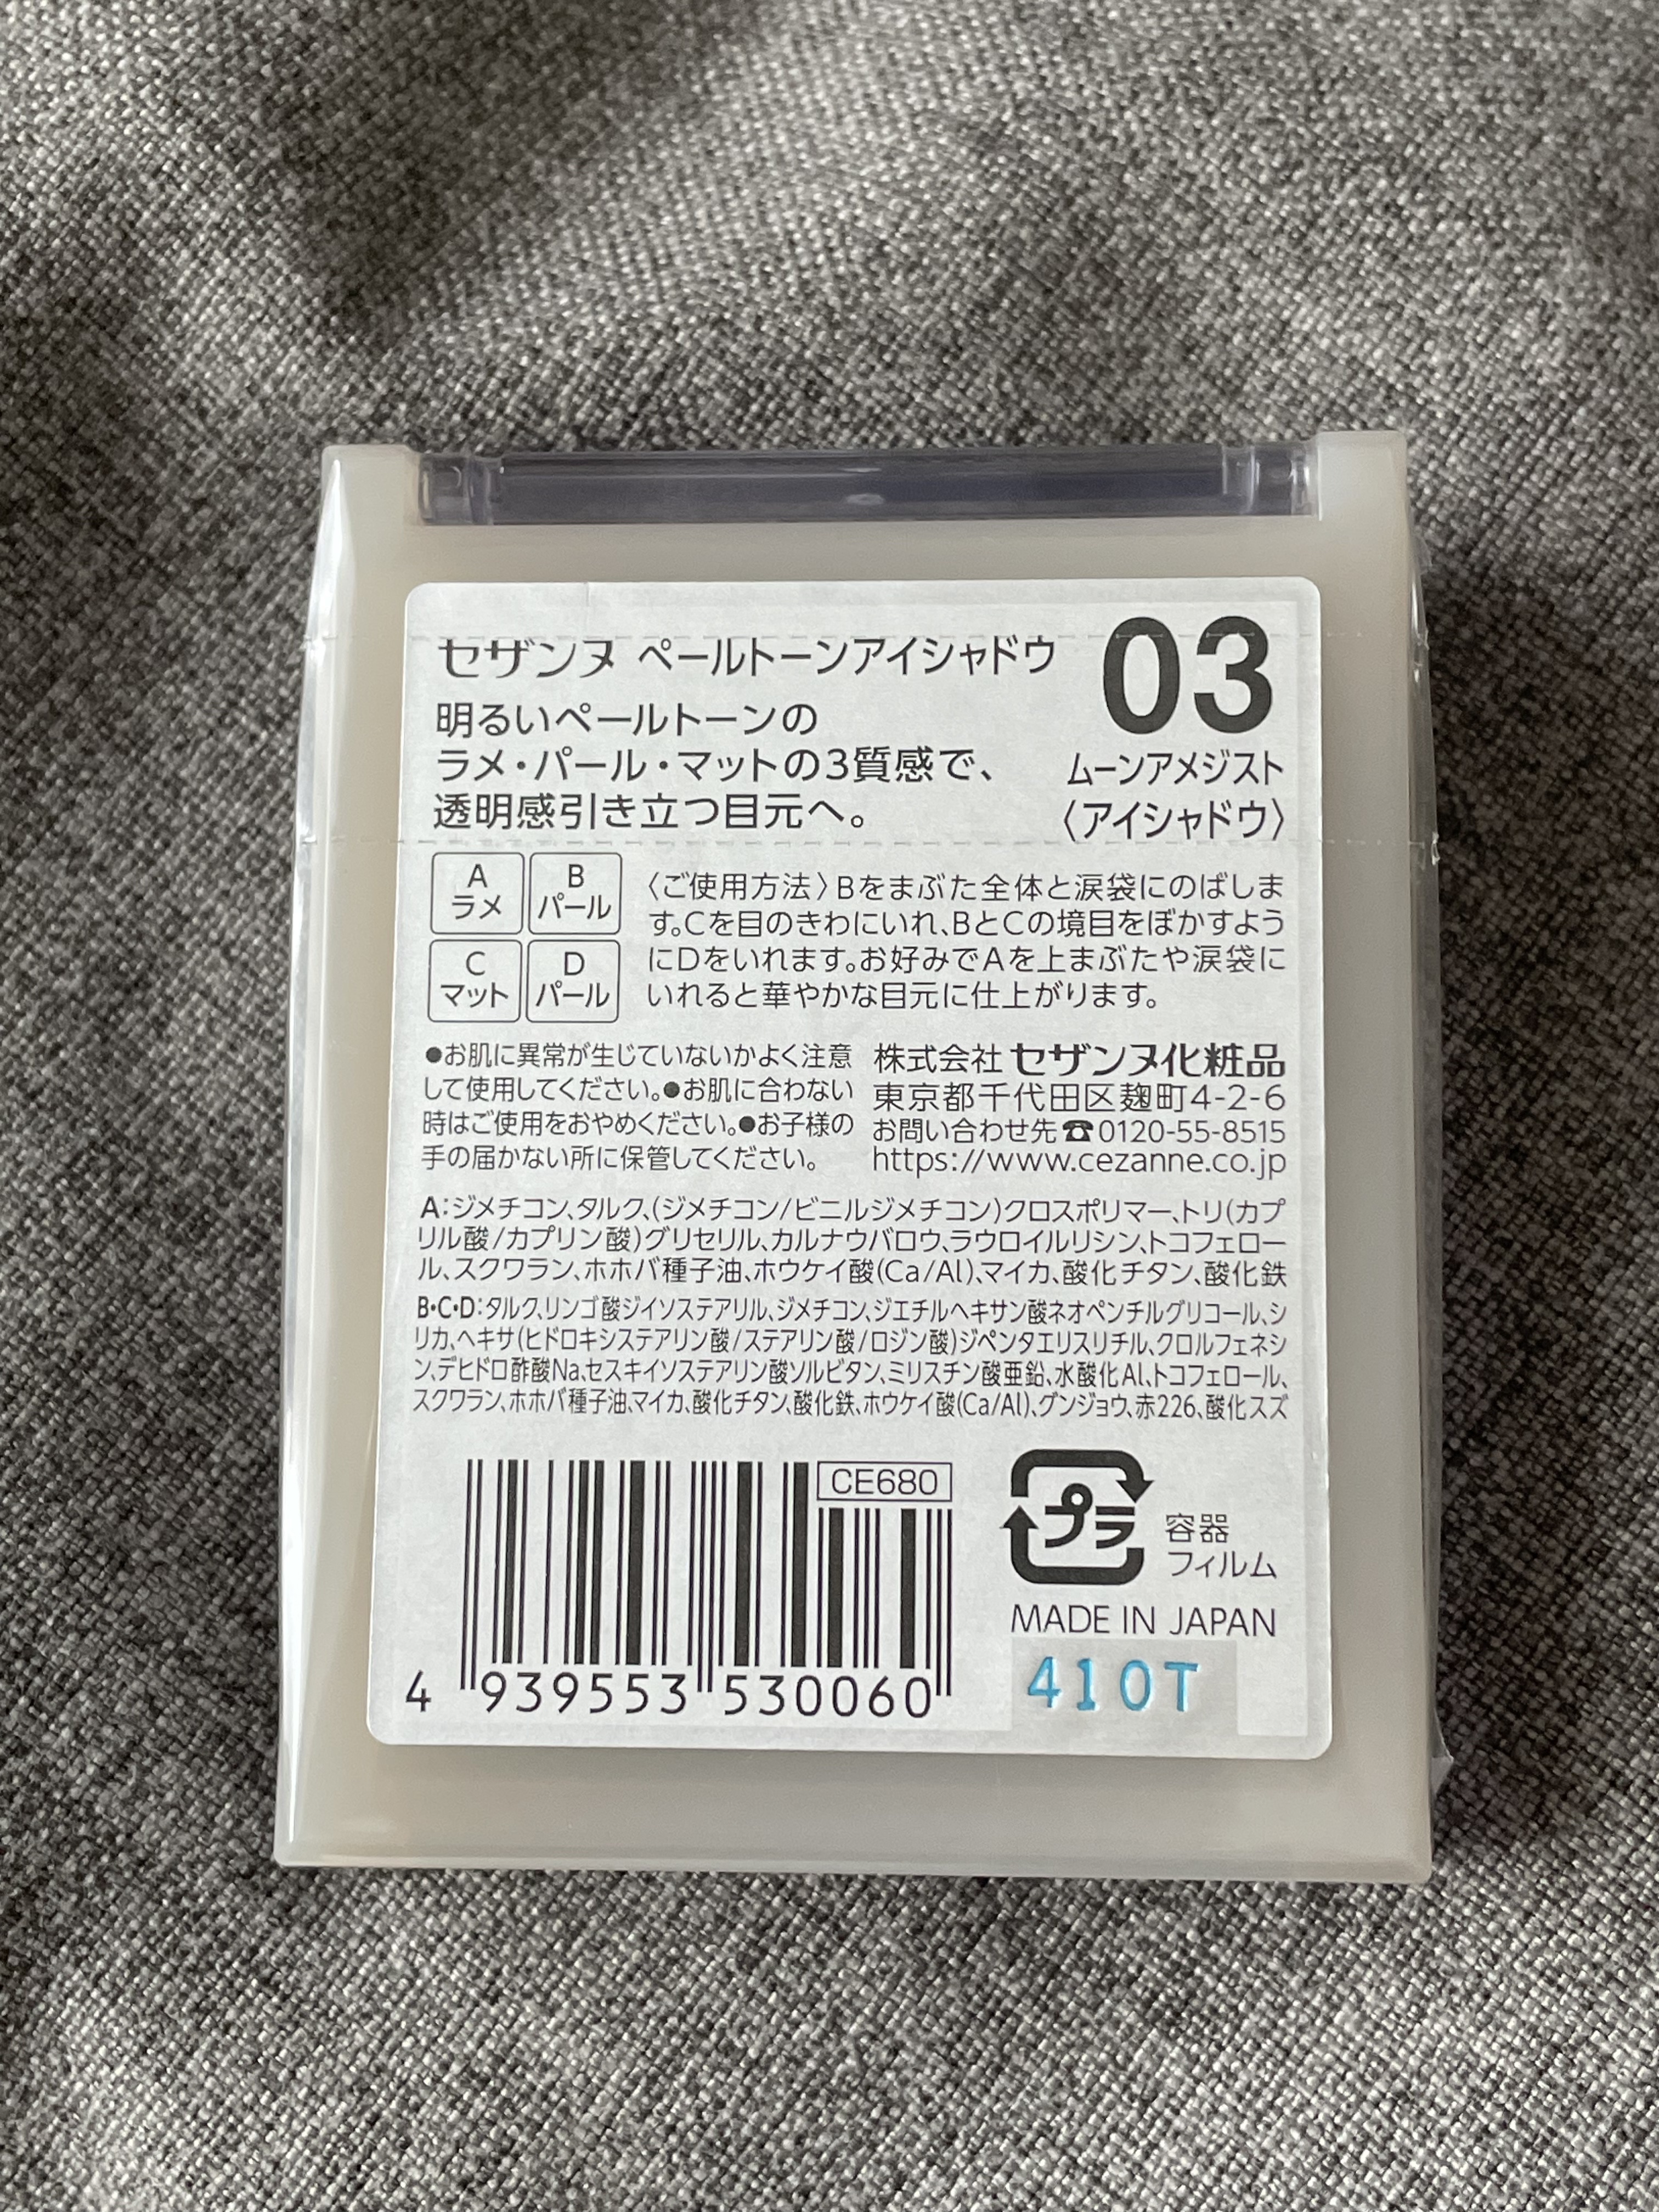 セザンヌ ペールトーンアイシャドウ
03
明るいペールトーンの
ラメ・パール・マットの3質感で、
透明感引き立つ目元へ。
ムーンアメジスト
〈アイシャドウ〉
A
ラメ
B
パール
C
マット
D
パール
〈ご使用方法〉Bをまぶた全体と涙袋にのばしま
す。Cを目のきわにいれ、BとCの境目をぼかすよう
にDをいれます。お好みでAを上まぶたや涙袋に
いれると華やかな目元に仕上がります。
●お肌に異常が生じていないかよく注意
して使用してください。●お肌に合わない
時はご使用をおやめください。●お子様の
手の届かない所に保管してください。
株式会社 セザンヌ化粧品
東京都千代田区麹町4-2-6
お問い合わせ先☎0120-55-8515
https://www.cezanne.co.jp
A:ジメチコン、タルク、(ジメチコン/ビニルジメチコン)クロスポリマー、トリ(カプ
リル酸/カプリン酸)グリセリル、カルナウバロウ、ラウロイルリシン、トコフェロー
ル、スクワラン、ホホバ種子油、ホウケイ酸(Ca/Al)、マイカ、酸化チタン、酸化鉄
B・C・D:タルク、リンゴ酸ジイソステアリル、ジメチコン、ジエチルヘキサン酸ネオペンチルグリコール、シ
リカ、ヘキサ(ヒドロキシステアリン酸/ステアリン酸/ロジン酸)ジペンタエリスリチル、クロルフェネシ
ン、デヒドロ酢酸Na、セスキイソステアリン酸ソルビタン、ミリスチン酸亜鉛、水酸化Al、トコフェロール、
スクワラン、ホホバ種子油、マイカ、酸化チタン、酸化鉄、ホウケイ酸(Ca/Al)、グンジョウ、赤226、酸化スズ
CE680
4 939553 530060
プラ
容器
フィルム
MADE IN JAPAN
410T